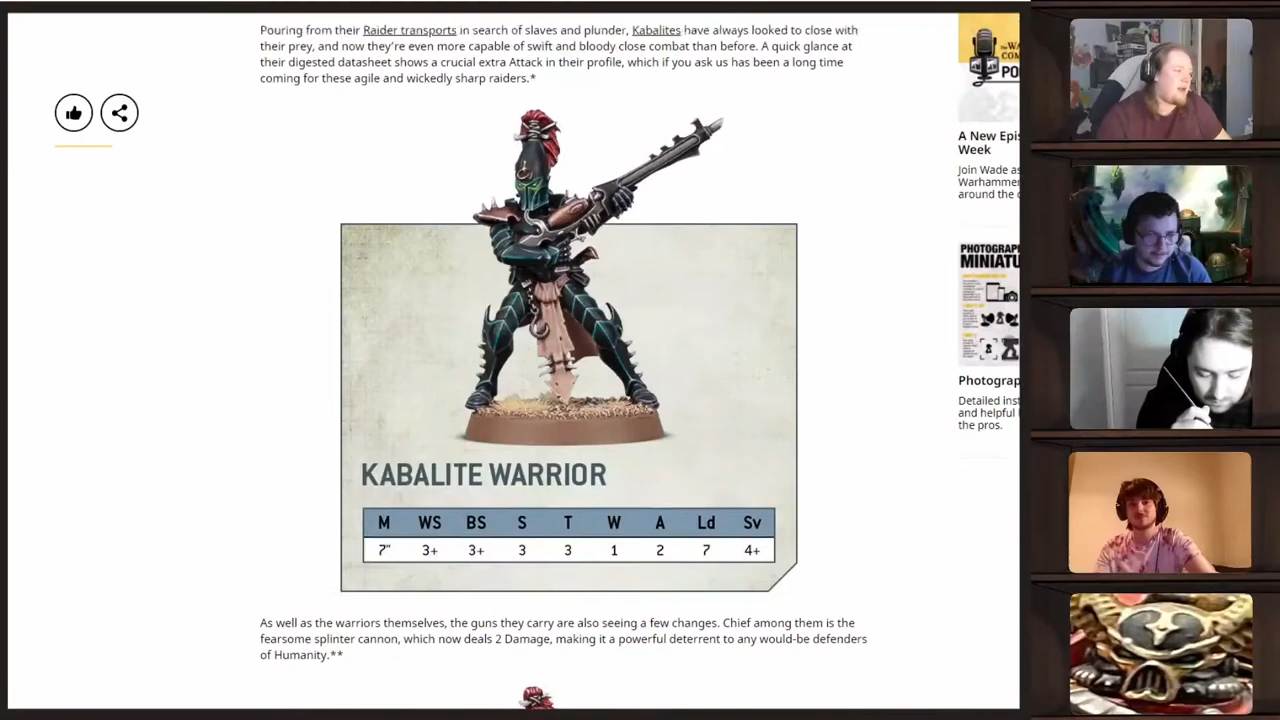 Pouring from their Raider transports in search of slaves and plunder, Kabalites have always looked to close with
their prey, and now they're even more capable of swift and bloody close combat than before. A quick glance at
their digested datasheet shows a crucial extra Attack in their profile, which if you ask us has been a long time
coming for these agile and wickedly sharp raiders.*
KABALITE WARRIOR
M WS BS S T W A Ld Sv
7" 3+ 3+ 3 3 1 2 7 4+
As well as the warriors themselves, the guns they carry are also seeing a few changes. Chief among them is the
fearsome splinter cannon, which now deals 2 Damage, making it a powerful deterrent to any would-be defenders
of Humanity.**
A New Epis
Week
Join Wade as
Warhammer
around the
PHOTOGRAP
MINIATU
Photograp
Detailed inst
and helpful
the pros.